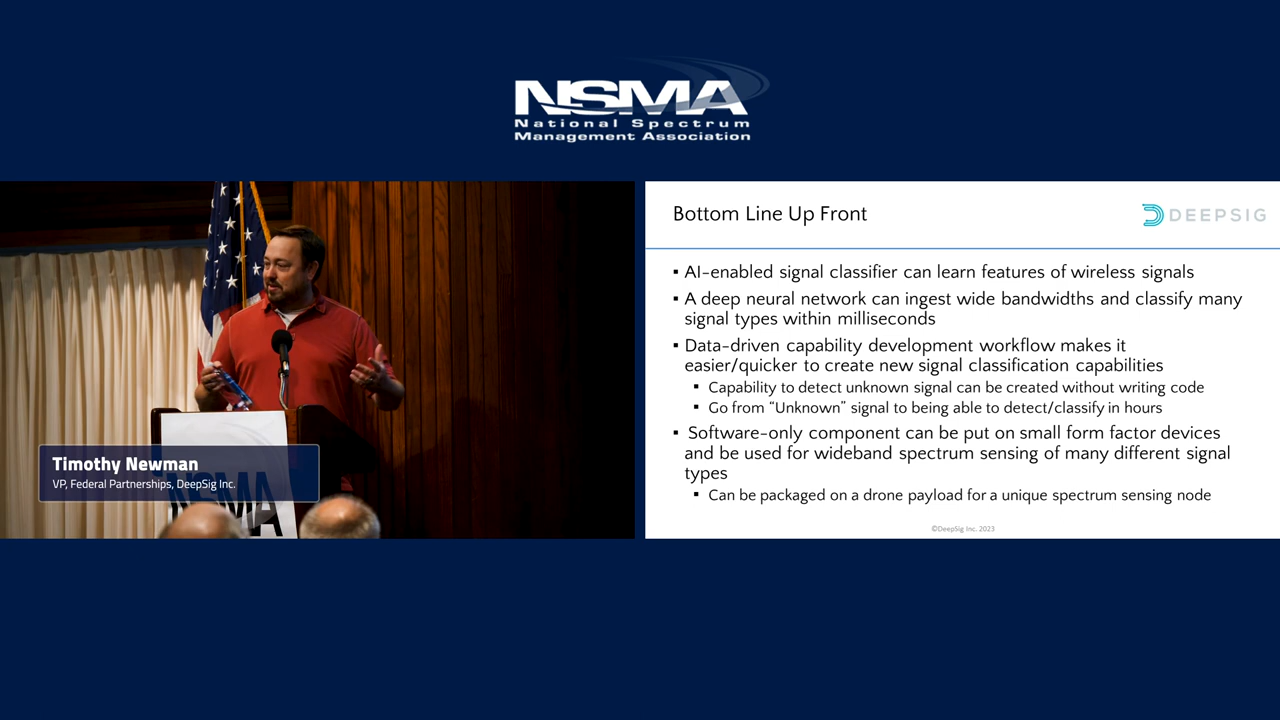 NSMA
National Spectrum
Management Association
Timothy Newman
VP, Federal Partnerships, DeepSig Inc.
NSMA
Bottom Line Up Front
DEEPSIG
▪ AI-enabled signal classifier can learn features of wireless signals
▪ A deep neural network can ingest wide bandwidths and classify many
signal types within milliseconds
▪ Data-driven capability development workflow makes it
easier/quicker to create new signal classification capabilities
▪ Capability to detect unknown signal can be created without writing code
▪ Go from “Unknown” signal to being able to detect/classify in hours
▪ Software-only component can be put on small form factor devices
and be used for wideband spectrum sensing of many different signal
types
▪ Can be packaged on a drone payload for a unique spectrum sensing node
©DeepSig Inc. 2023